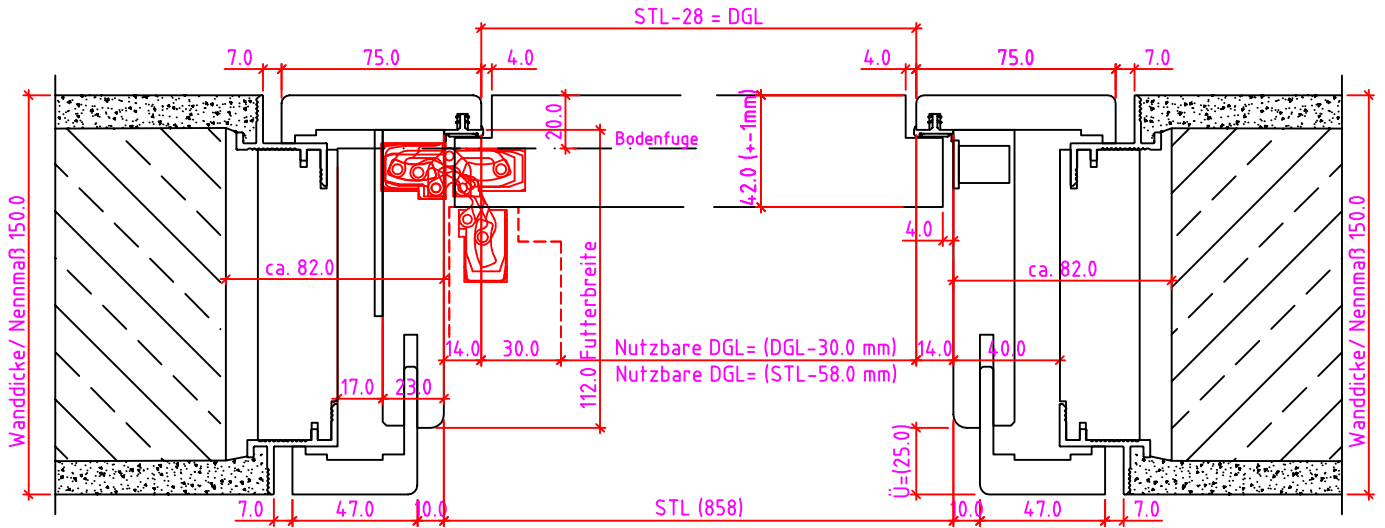 STL-28 = DGL
7.0
75.0
4.0
4.0
75.0
7.0
20.0
Bodenfuge
42.0 (+-1mm)
4.0
Wanddicke/ Nennmaß 150.0
Wanddicke/ Nennmaß 150.0
ca. 82.0
ca. 82.0
112.0 Futterbreite
14.0
30.0
Nutzbare DGL= (DGL-30.0 mm)
14.0
40.0
Nutzbare DGL= (STL-58.0 mm)
17.0
23.0
Ü=(25.0)
7.0
47.0
10.0
STL (858)
10.0
47.0
7.0